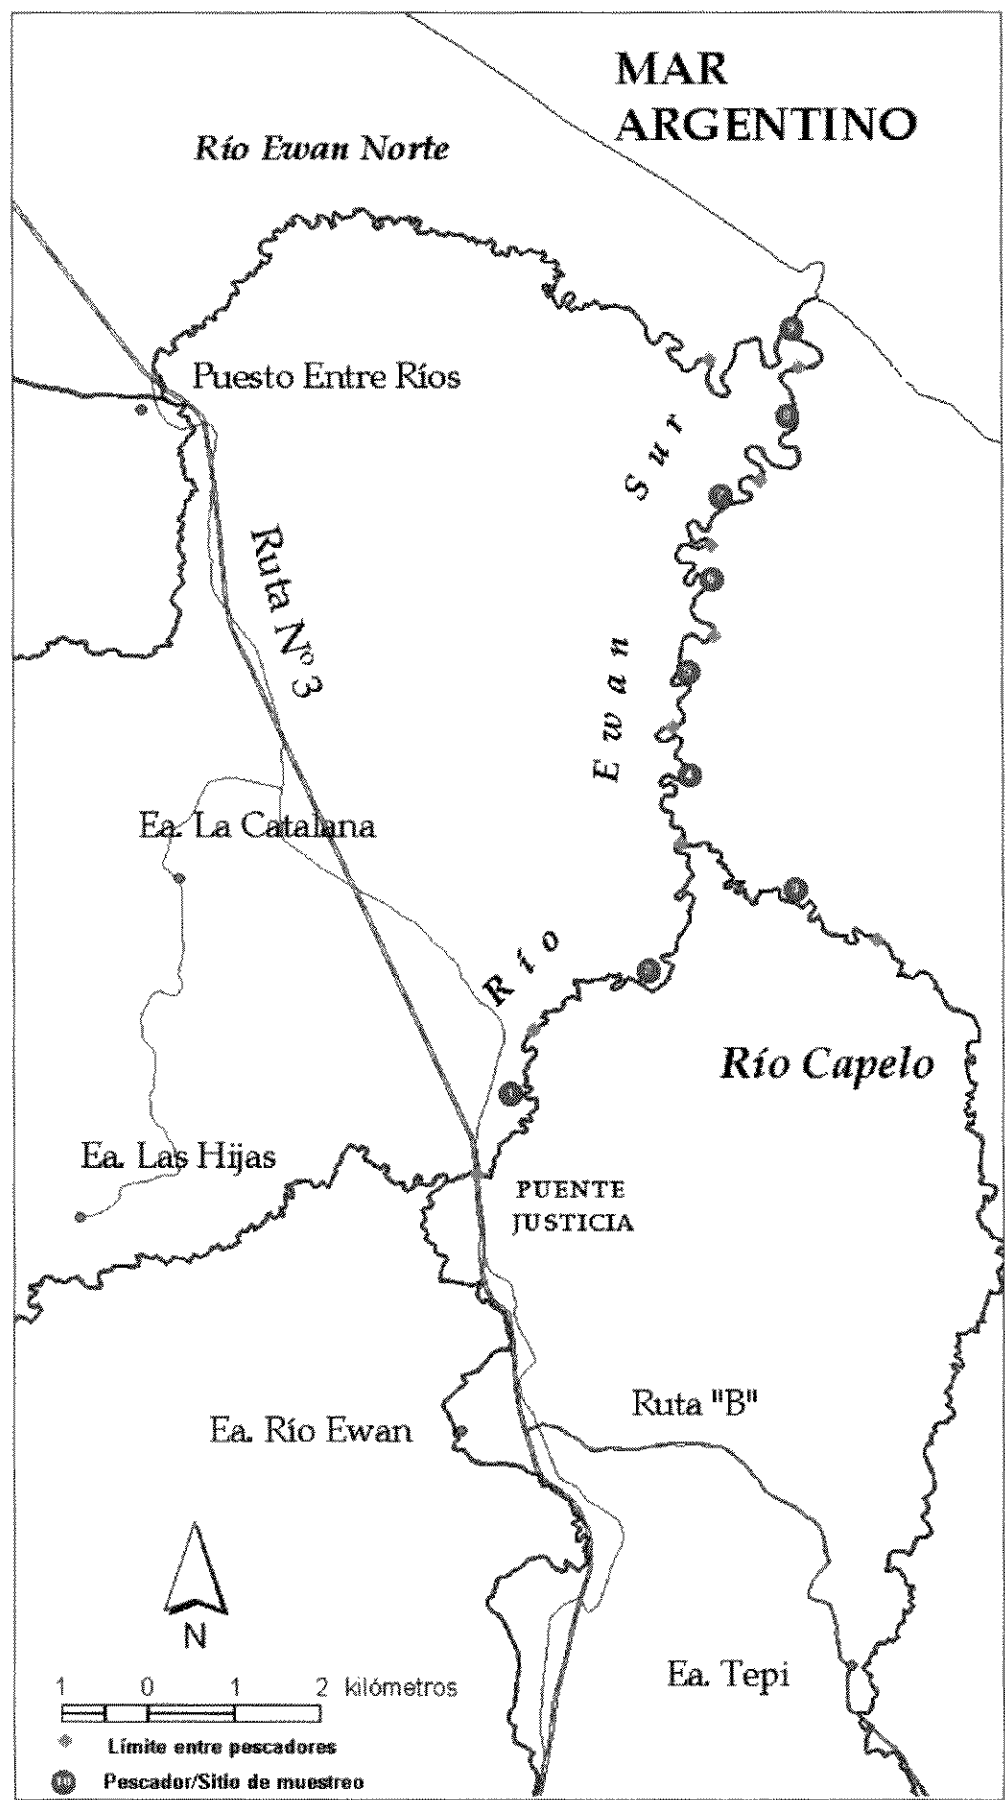 MAR
ARGENTINO
Río Ewan Norte
Puesto Entre Ríos
Ruta Nº 3
Río Ewan Sur
Ea. La Catalana
Río Capelo
Ea. Las Hijas
PUENTE
JUSTICIA
Ruta "B"
Ea. Río Ewan
N
Ea. Tepi
1 0 1 2 kilómetros
Límite entre pescadores
Pescador/Sitio de muestreo